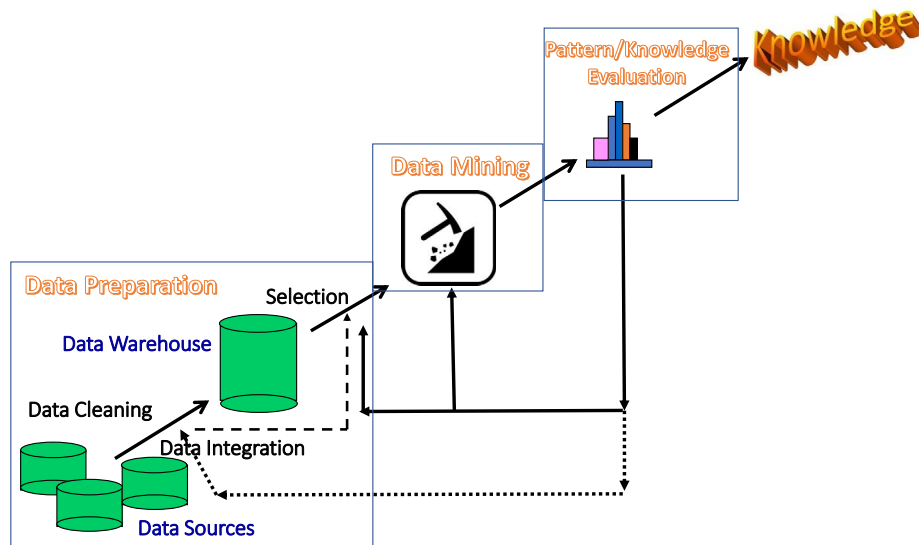 Knowledge
Pattern/Knowledge
Evaluation
Data Mining
Data Preparation
Selection
Data Warehouse
Data Cleaning
Data Integration
Data Sources